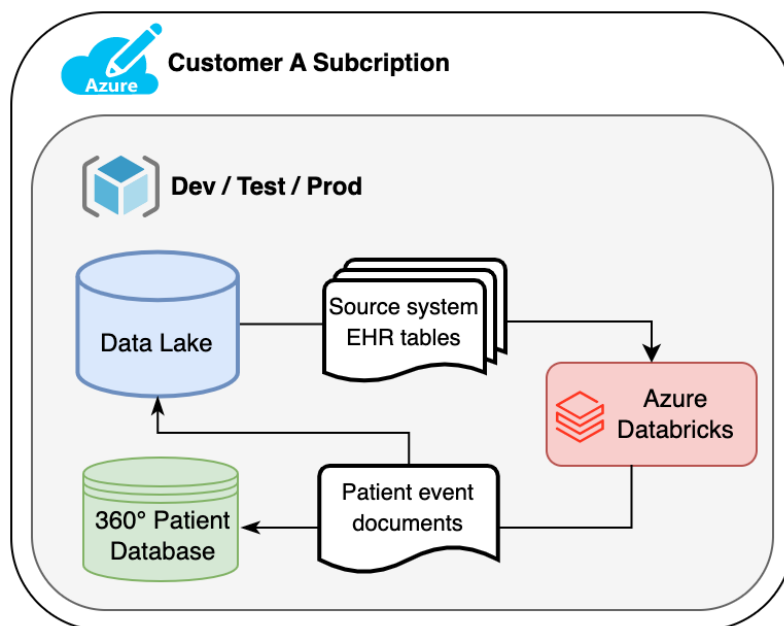 Azure
Customer A Subcription
Dev / Test / Prod
Data Lake
Source system
EHR tables
Azure
Databricks
Patient event
documents
360° Patient
Database